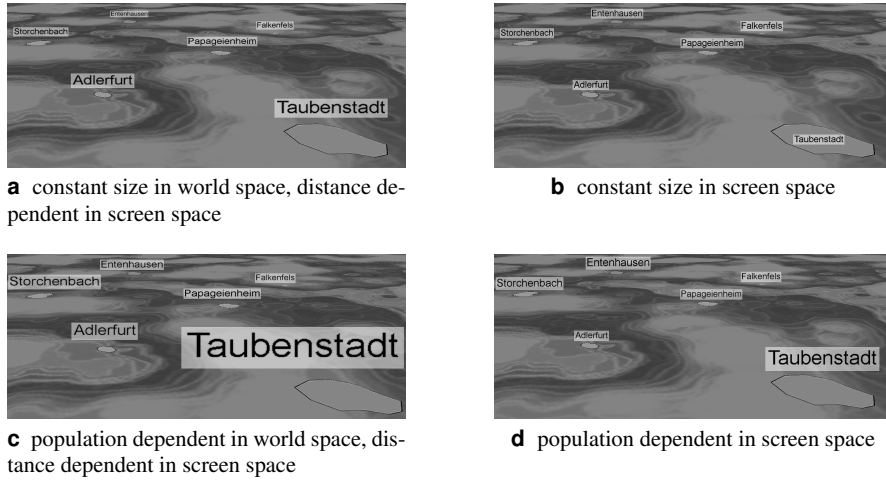 Entenhausen
Falkenfels
Storchenbach
Papageienheim
Adlerfurt
Taubenstadt
a constant size in world space, distance de-
pendent in screen space
Entenhausen
Falkenfels
Storchenbach
Papageienheim
Adlerfurt
Taubenstadt
b constant size in screen space
Entenhausen
Storchenbach
Falkenfels
Papageienheim
Adlerfurt
Taubenstadt
c population dependent in world space, dis-
tance dependent in screen space
Entenhausen
Falkenfels
Storchenbach
Papageienheim
Adlerfurt
Taubenstadt
d population dependent in screen space